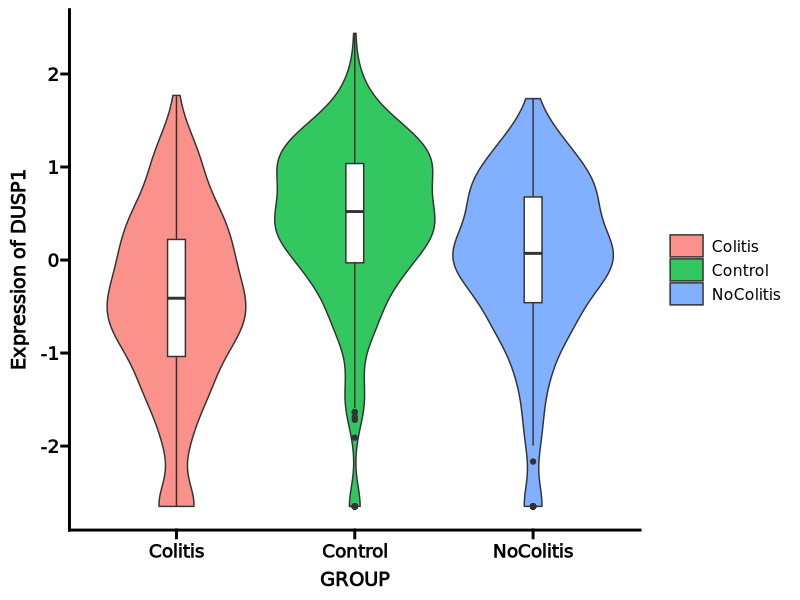 Expression of DUSP1
2
1
0
-1
-2
Colitis
Control
NoColitis
GROUP
Colitis
Control
NoColitis